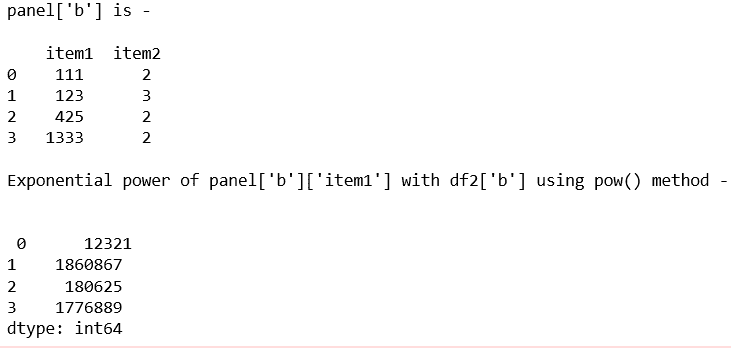 panel['b'] is -
item1 item2
0 111 2
1 123 3
2 425 2
3 1333 2
Exponential power of panel['b']['item1'] with df2['b'] using pow() method -
0 12321
1 1860867
2 180625
3 1776889
dtype: int64